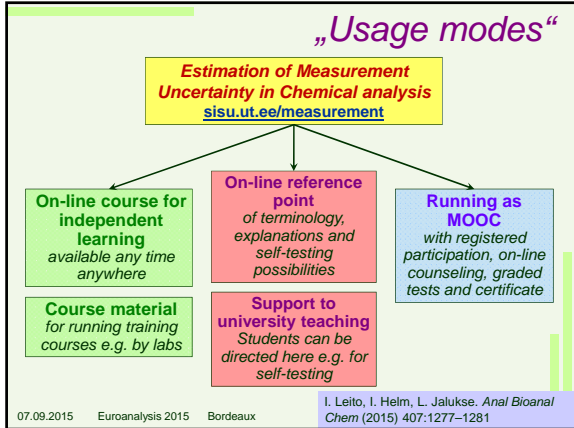 „Usage modes“
Estimation of Measurement
Uncertainty in Chemical analysis
sisu.ut.ee/measurement
On-line course for
independent
learning
available any time
anywhere
Course material
for running training
courses e.g. by labs
On-line reference
point
of terminology,
explanations and
self-testing
possibilities
Support to
university teaching
Students can be
directed here e.g. for
self-testing
Running as
MOOC
with registered
participation, on-line
counseling, graded
tests and certificate
07.09.2015 Euroanalysis 2015 Bordeaux
I. Leito, I. Helm, L. Jalukse. Anal Bioanal
Chem (2015) 407:1277–1281